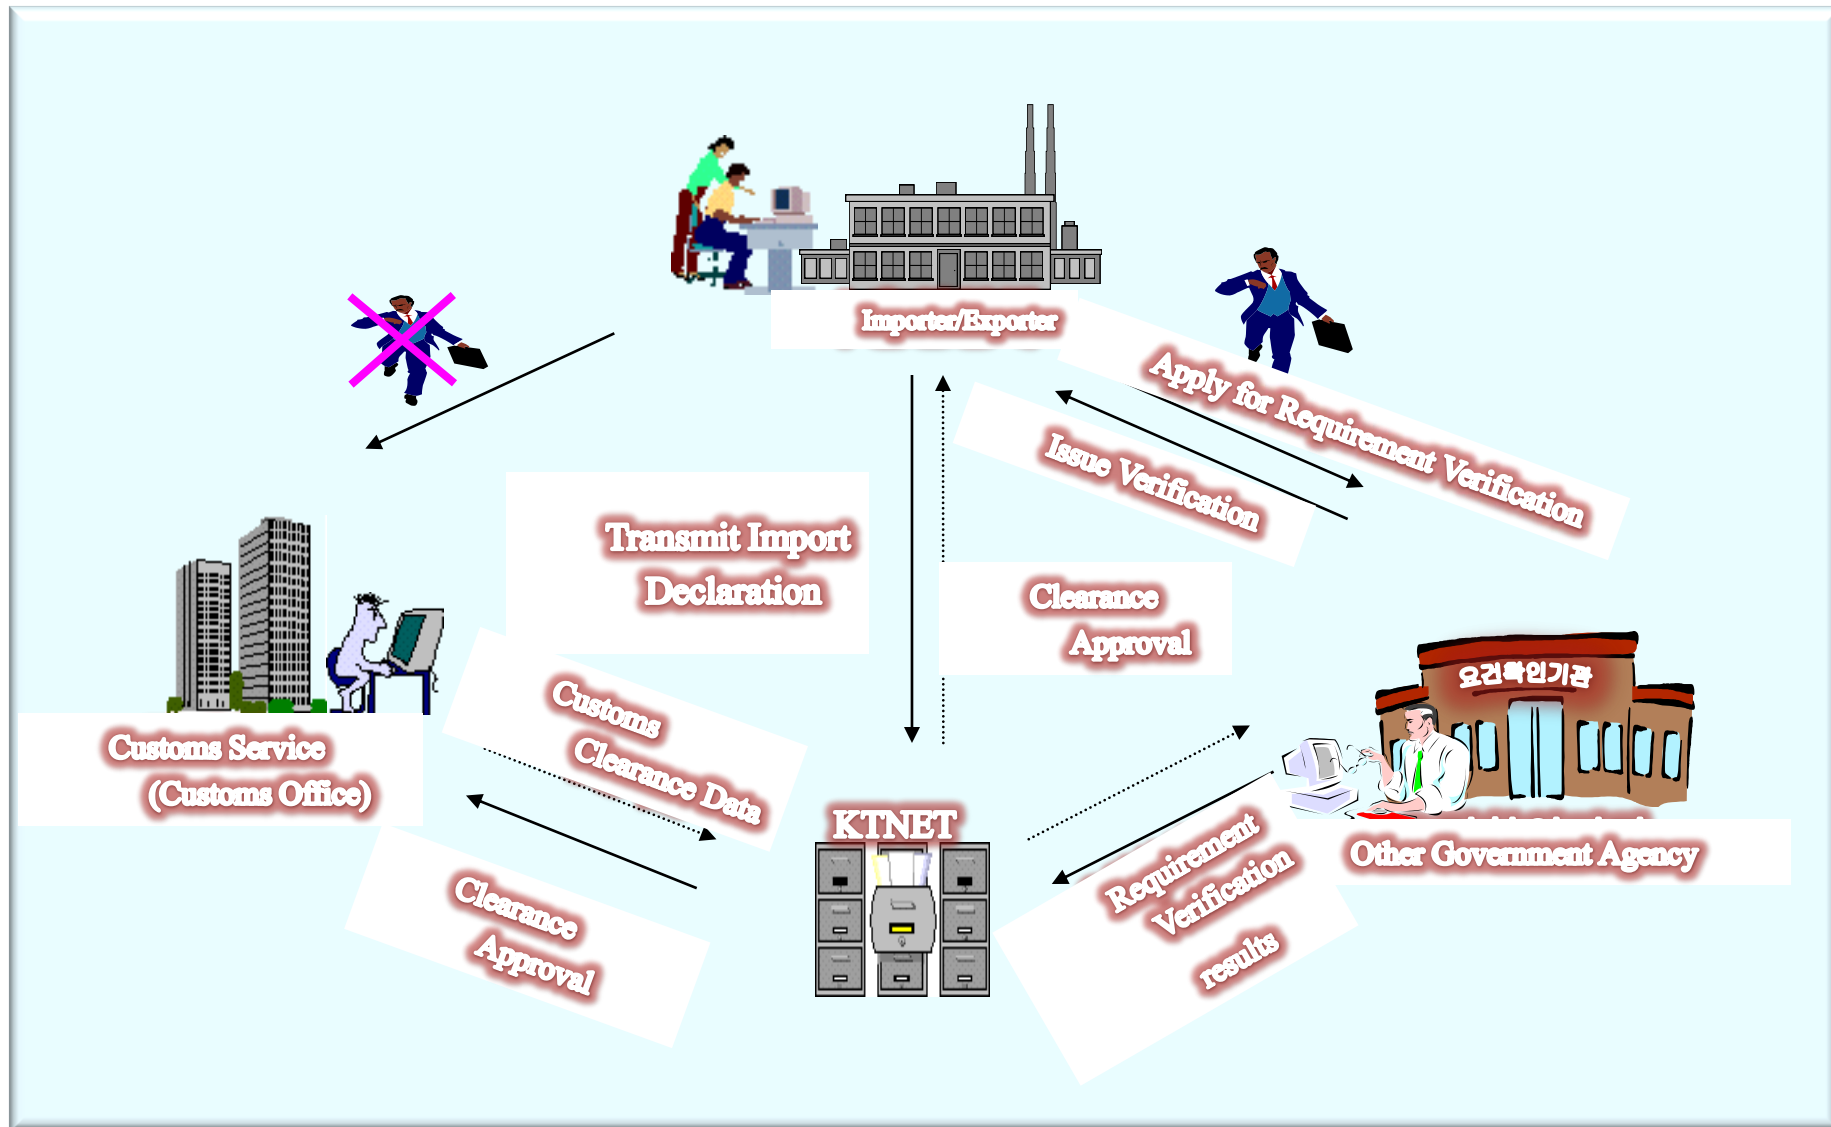 Importer/Exporter
Apply for Requirement Verification
Issue Verification
Transmit Import
Declaration
Clearance
Approval
요건확인기관
Customs
Clearance Data
Customs Service
(Customs Office)
KTNET
Requirement
Verification
results
Other Government Agency
Clearance
Approval